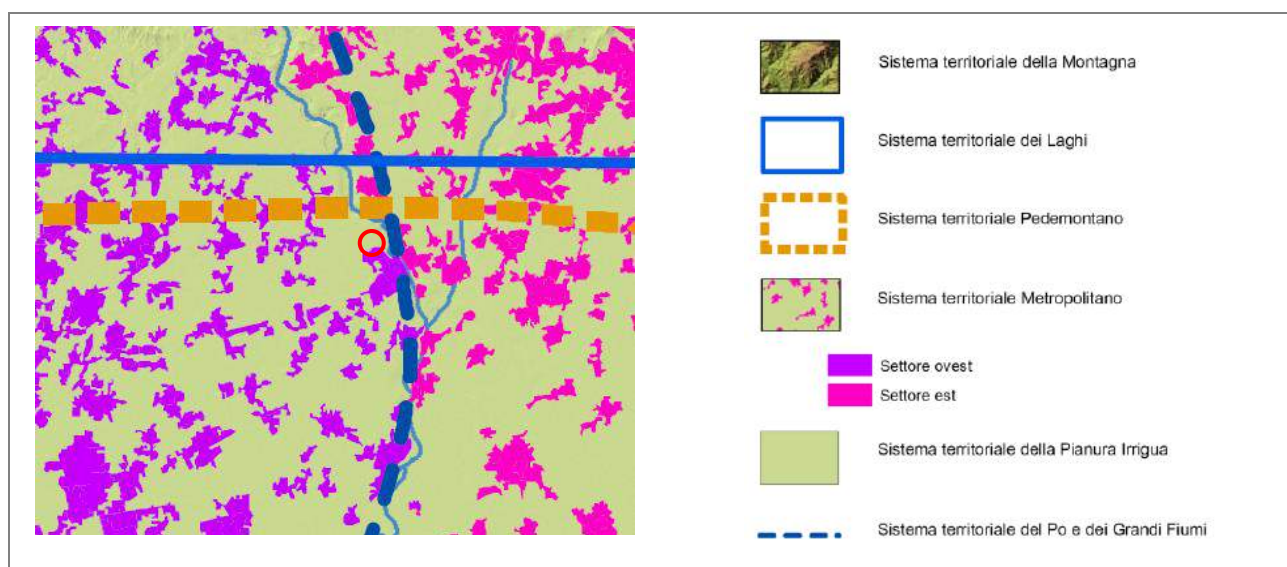 Sistema territoriale della Montagna
Sistema territoriale dei Laghi
Sistema territoriale Pedemontano
Sistema territoriale Metropolitano
Settore ovest
Settore est
Sistema territoriale della Pianura Irrigua
Sistema territoriale del Po e dei Grandi Fiumi